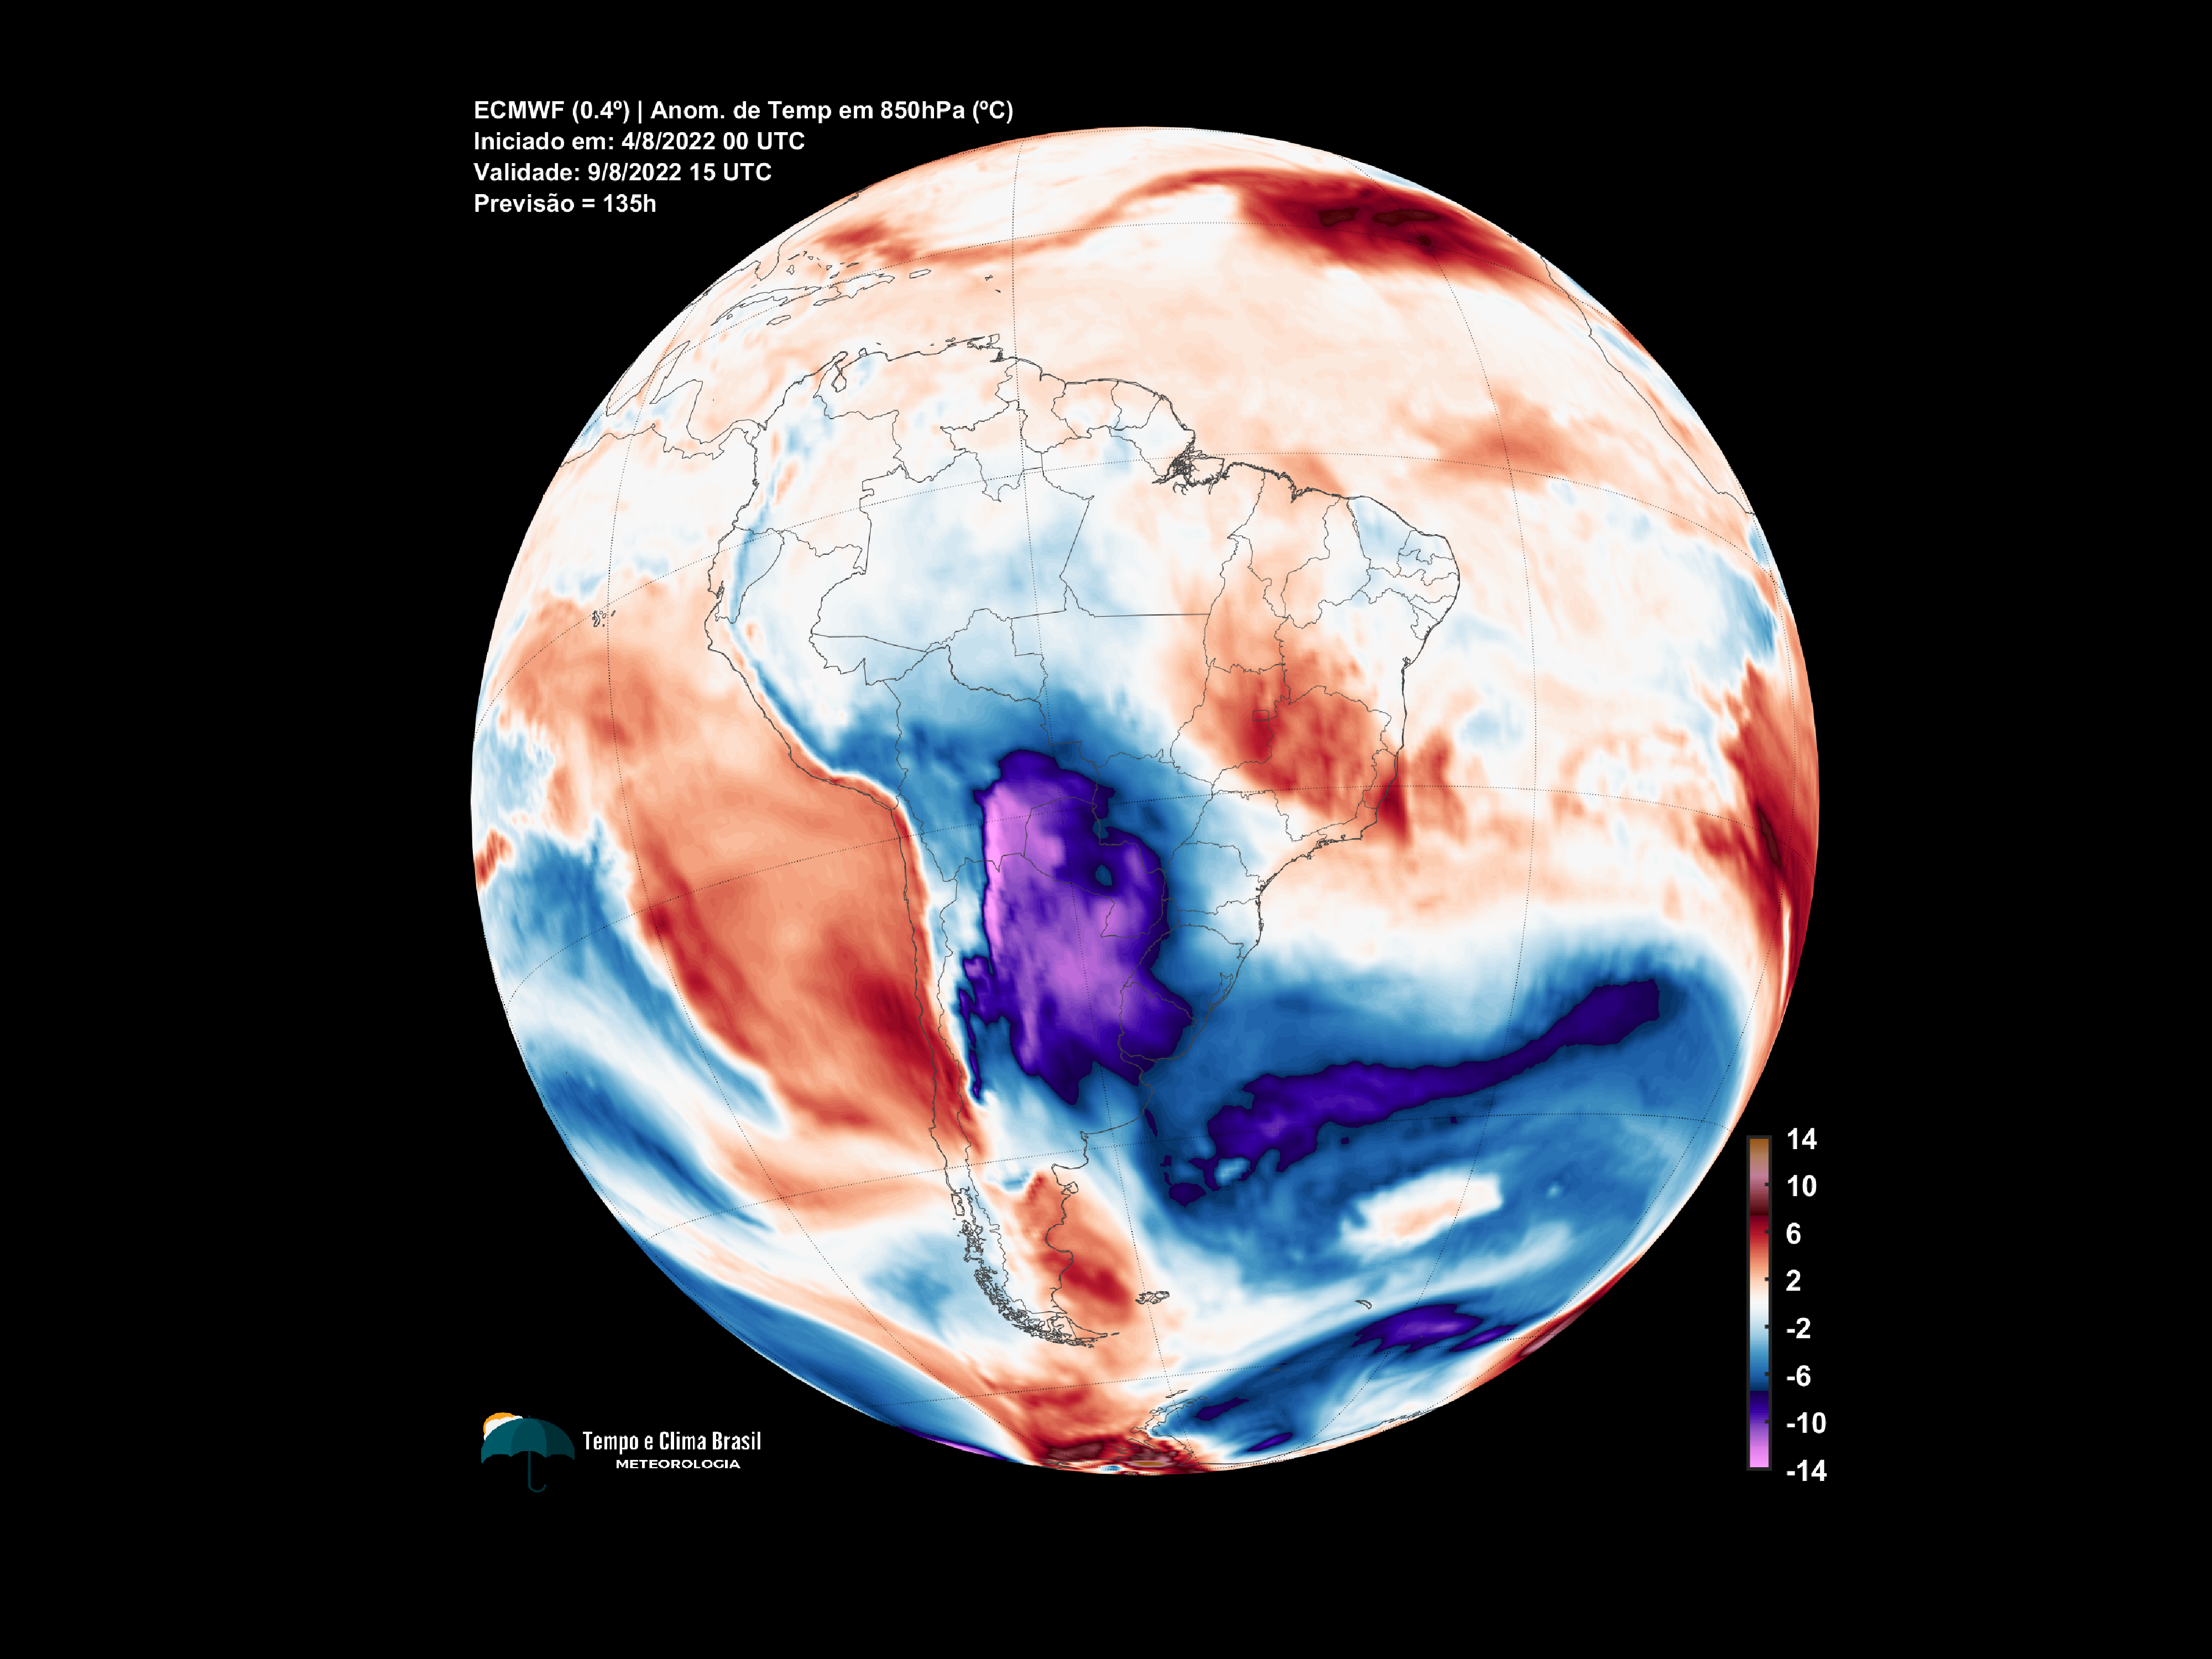 ECMWF (0.4º) | Anom. de Temp em 850hPa (ºC)
Iniciado em: 4/8/2022 00 UTC
Validade: 9/8/2022 15 UTC
Previsão = 135h
14
10
6
2
-2
-6
-10
-14
Tempo e Clima Brasil
METEOROLOGIA